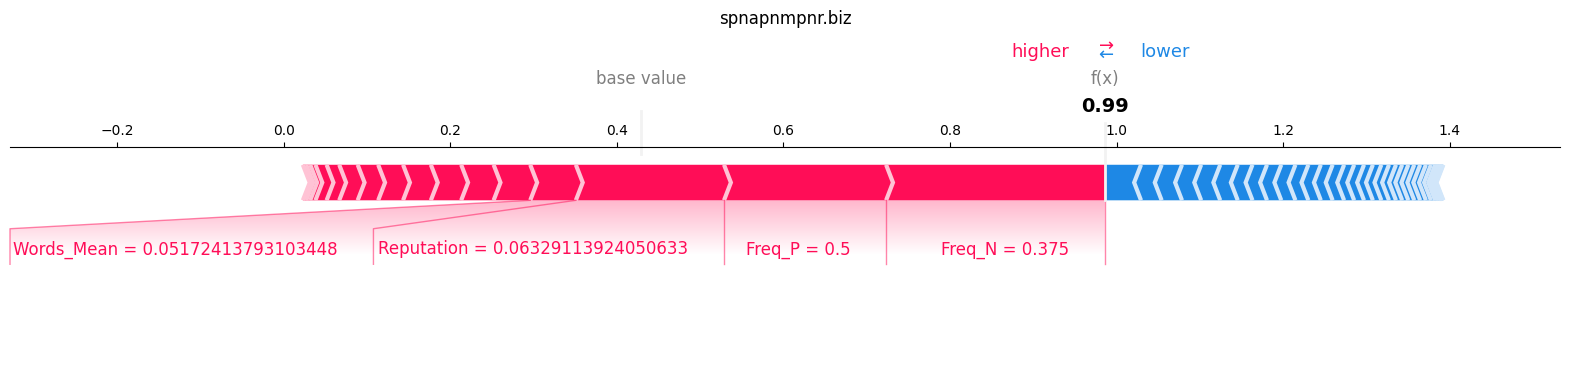 spnapnmpnr.biz
higher ⇄ lower
base value f(x)
0.99
−0.2 0.0 0.2 0.4 0.6 0.8 1.0 1.2 1.4
Words_Mean = 0.05172413793103448 Reputation = 0.06329113924050633 Freq_P = 0.5 Freq_N = 0.375